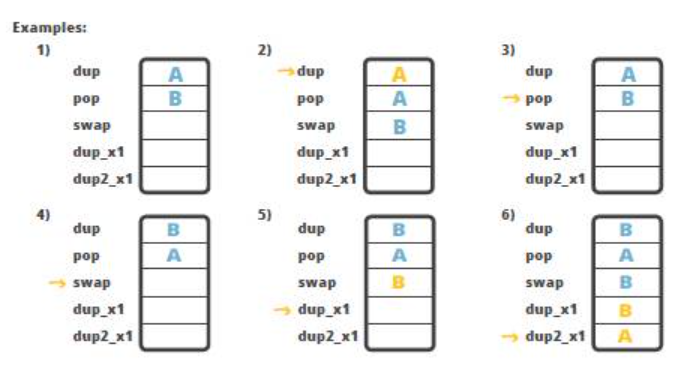 Examples:
1) 2) 3)
dup A → dup A dup A
pop B pop A → pop B
swap swap B swap
dup_x1 dup_x1 dup_x1
dup2_x1 dup2_x1 dup2_x1
4) 5) 6)
dup B dup B dup B
pop A pop A pop A
→ swap swap B swap B
dup_x1 → dup_x1 dup_x1 B
dup2_x1 dup2_x1 → dup2_x1 A